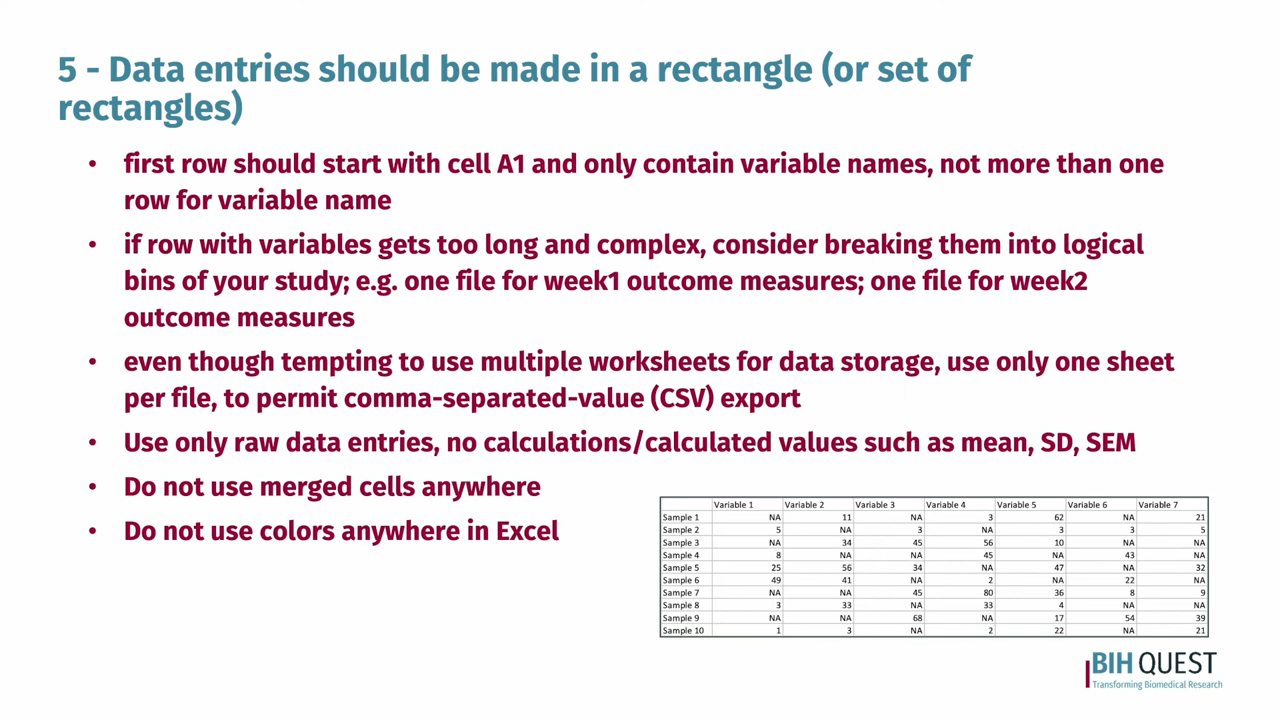 5 - Data entries should be made in a rectangle (or set of
rectangles)
• first row should start with cell A1 and only contain variable names, not more than one
row for variable name
• if row with variables gets too long and complex, consider breaking them into logical
bins of your study; e.g. one file for week1 outcome measures; one file for week2
outcome measures
• even though tempting to use multiple worksheets for data storage, use only one sheet
per file, to permit comma-separated-value (CSV) export
• Use only raw data entries, no calculations/calculated values such as mean, SD, SEM
• Do not use merged cells anywhere
• Do not use colors anywhere in Excel
Variable 1 Variable 2 Variable 3 Variable 4 Variable 5 Variable 6 Variable 7
Sample 1 NA 11 NA 3 62 NA 21
Sample 2 5 NA 3 NA 3 3 5
Sample 3 NA 34 45 56 10 NA NA
Sample 4 8 NA NA 45 NA 43 NA
Sample 5 25 56 34 NA 47 NA 32
Sample 6 49 41 NA 2 NA 22 NA
Sample 7 NA NA 45 80 36 8 9
Sample 8 3 33 NA 33 4 NA NA
Sample 9 NA NA 68 NA 17 54 39
Sample 10 1 3 NA 2 22 NA 21
BIH QUEST
Transforming Biomedical Research